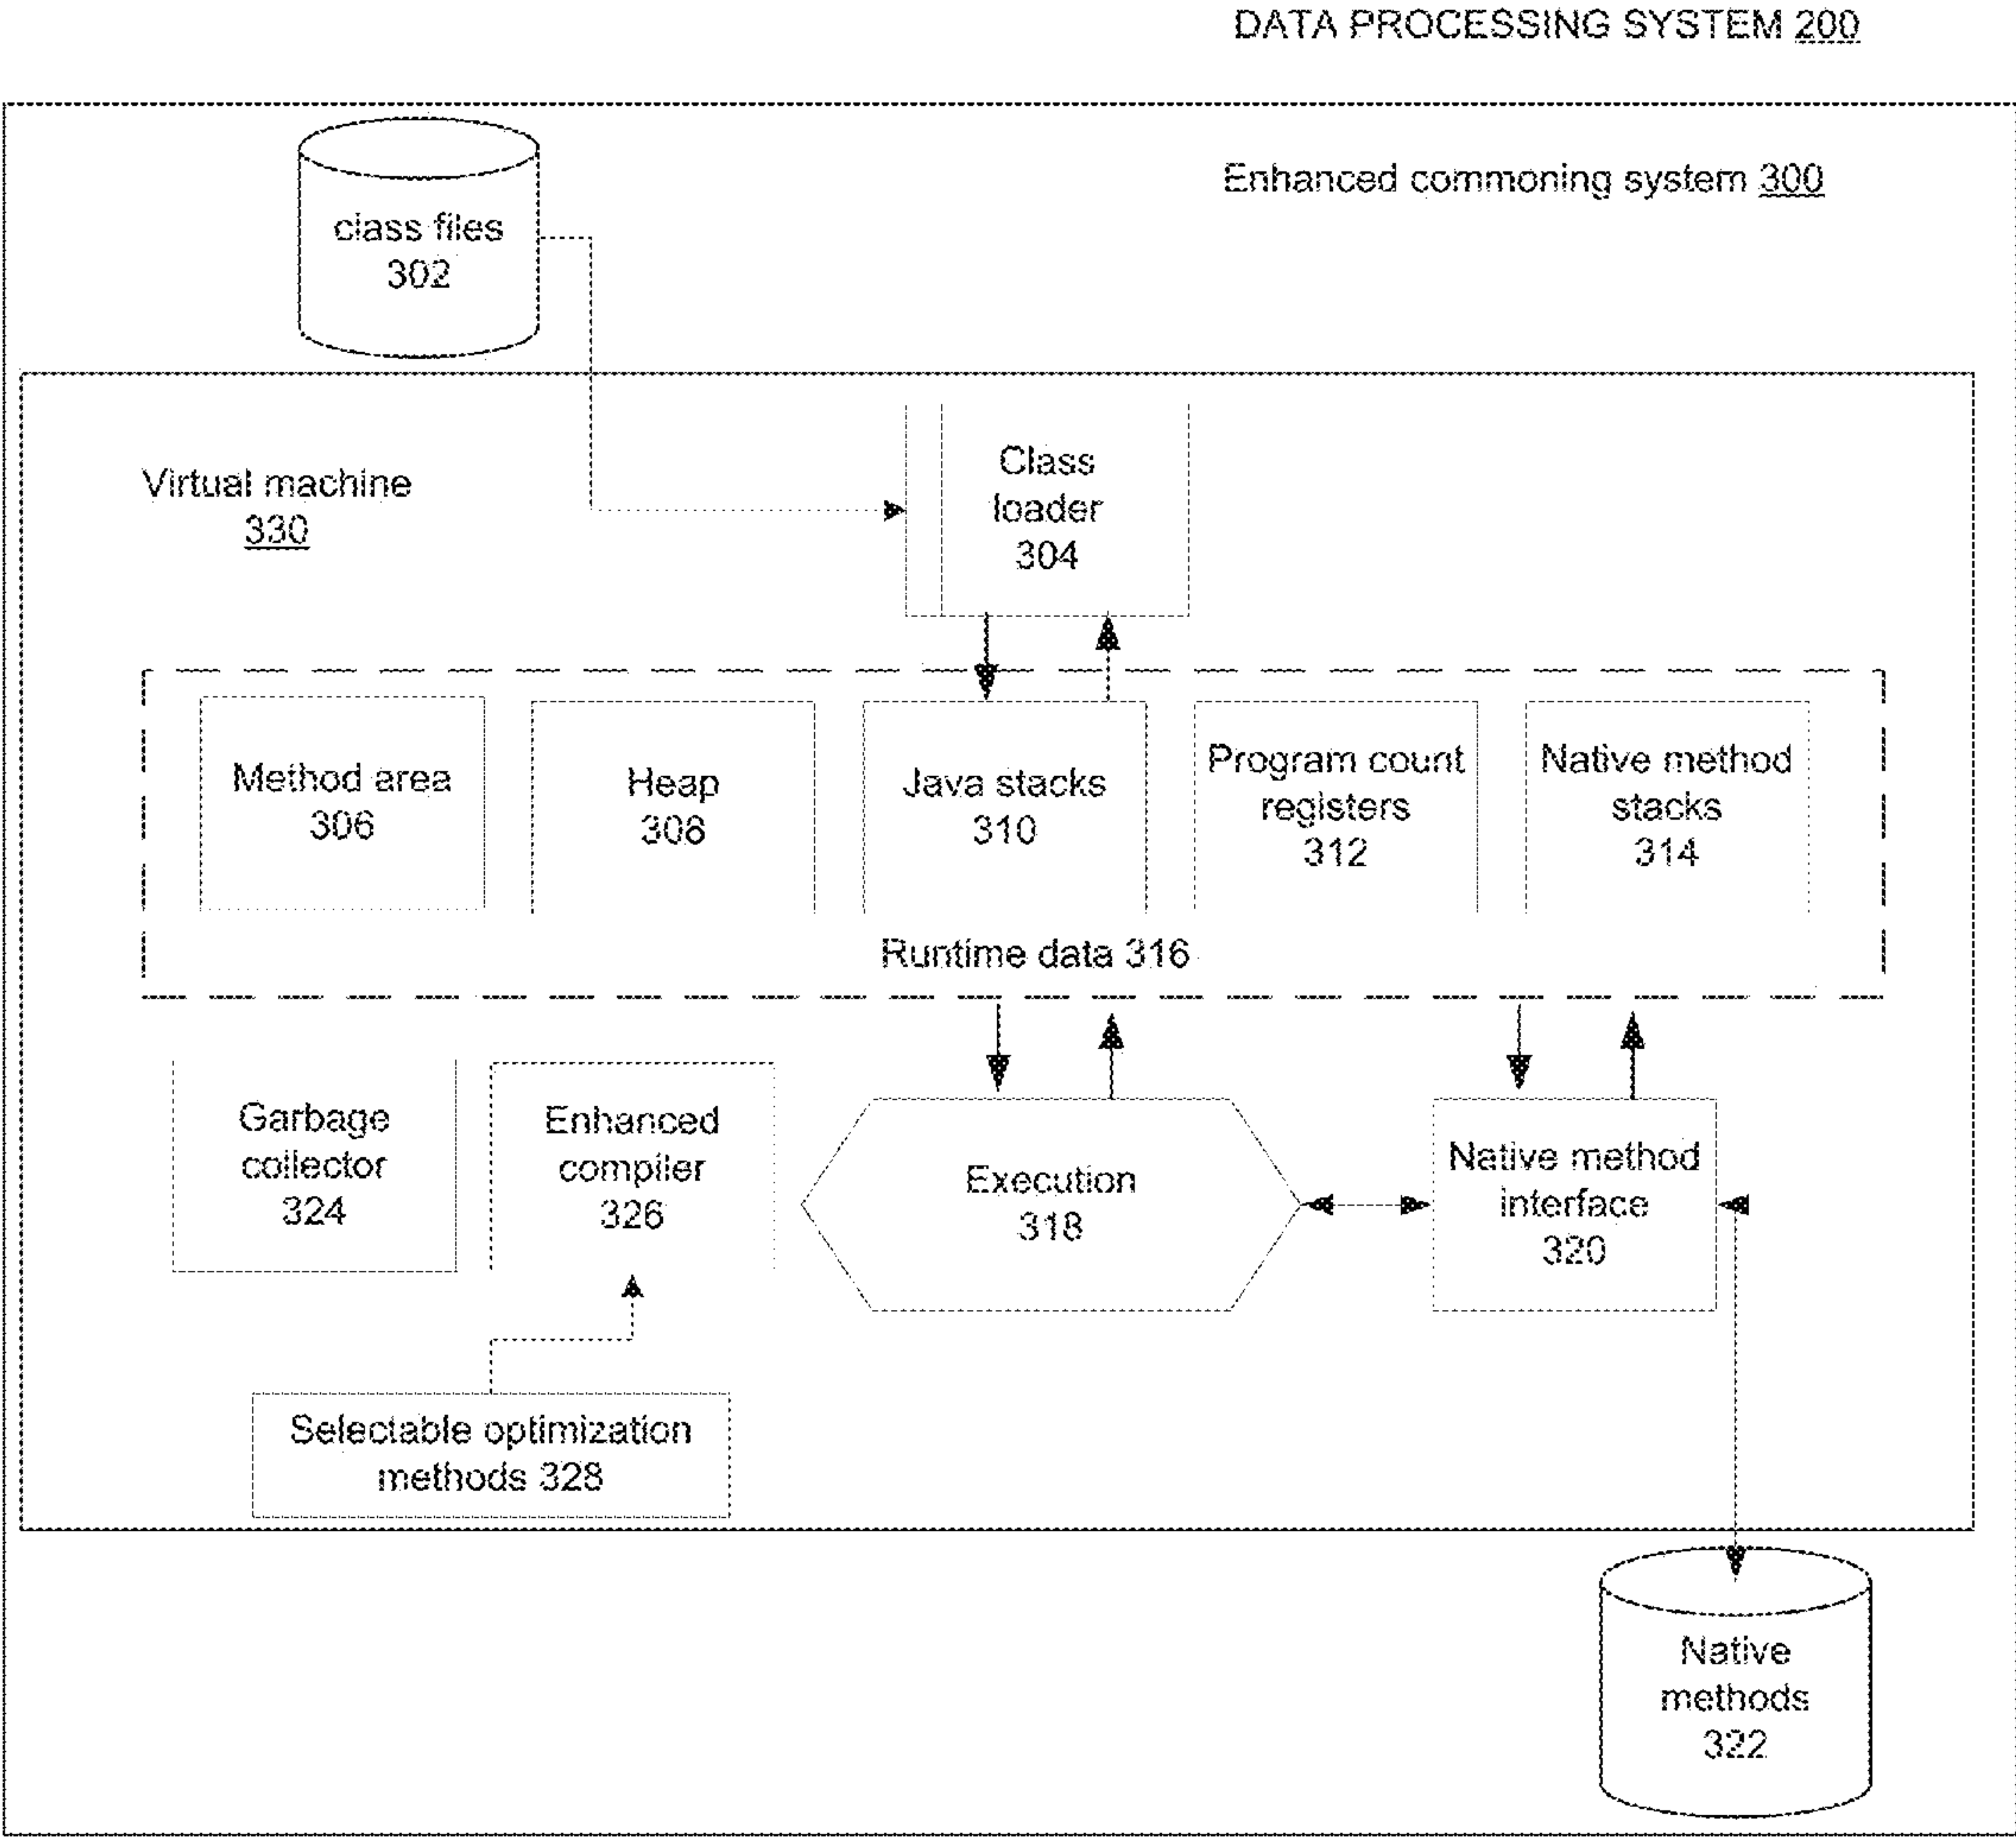 DATA PROCESSING SYSTEM 200
Enhanced commoning system 300
class files
302
Virtual machine
330
Class
loader
304
Method area
306
Heap
308
Java stacks
310
Program count
registers
312
Native method
stacks
314
Runtime data 316
Garbage
collector
324
Enhanced
compiler
326
Execution
318
Native method
interface
320
Selectable optimization
methods 328
Native
methods
322